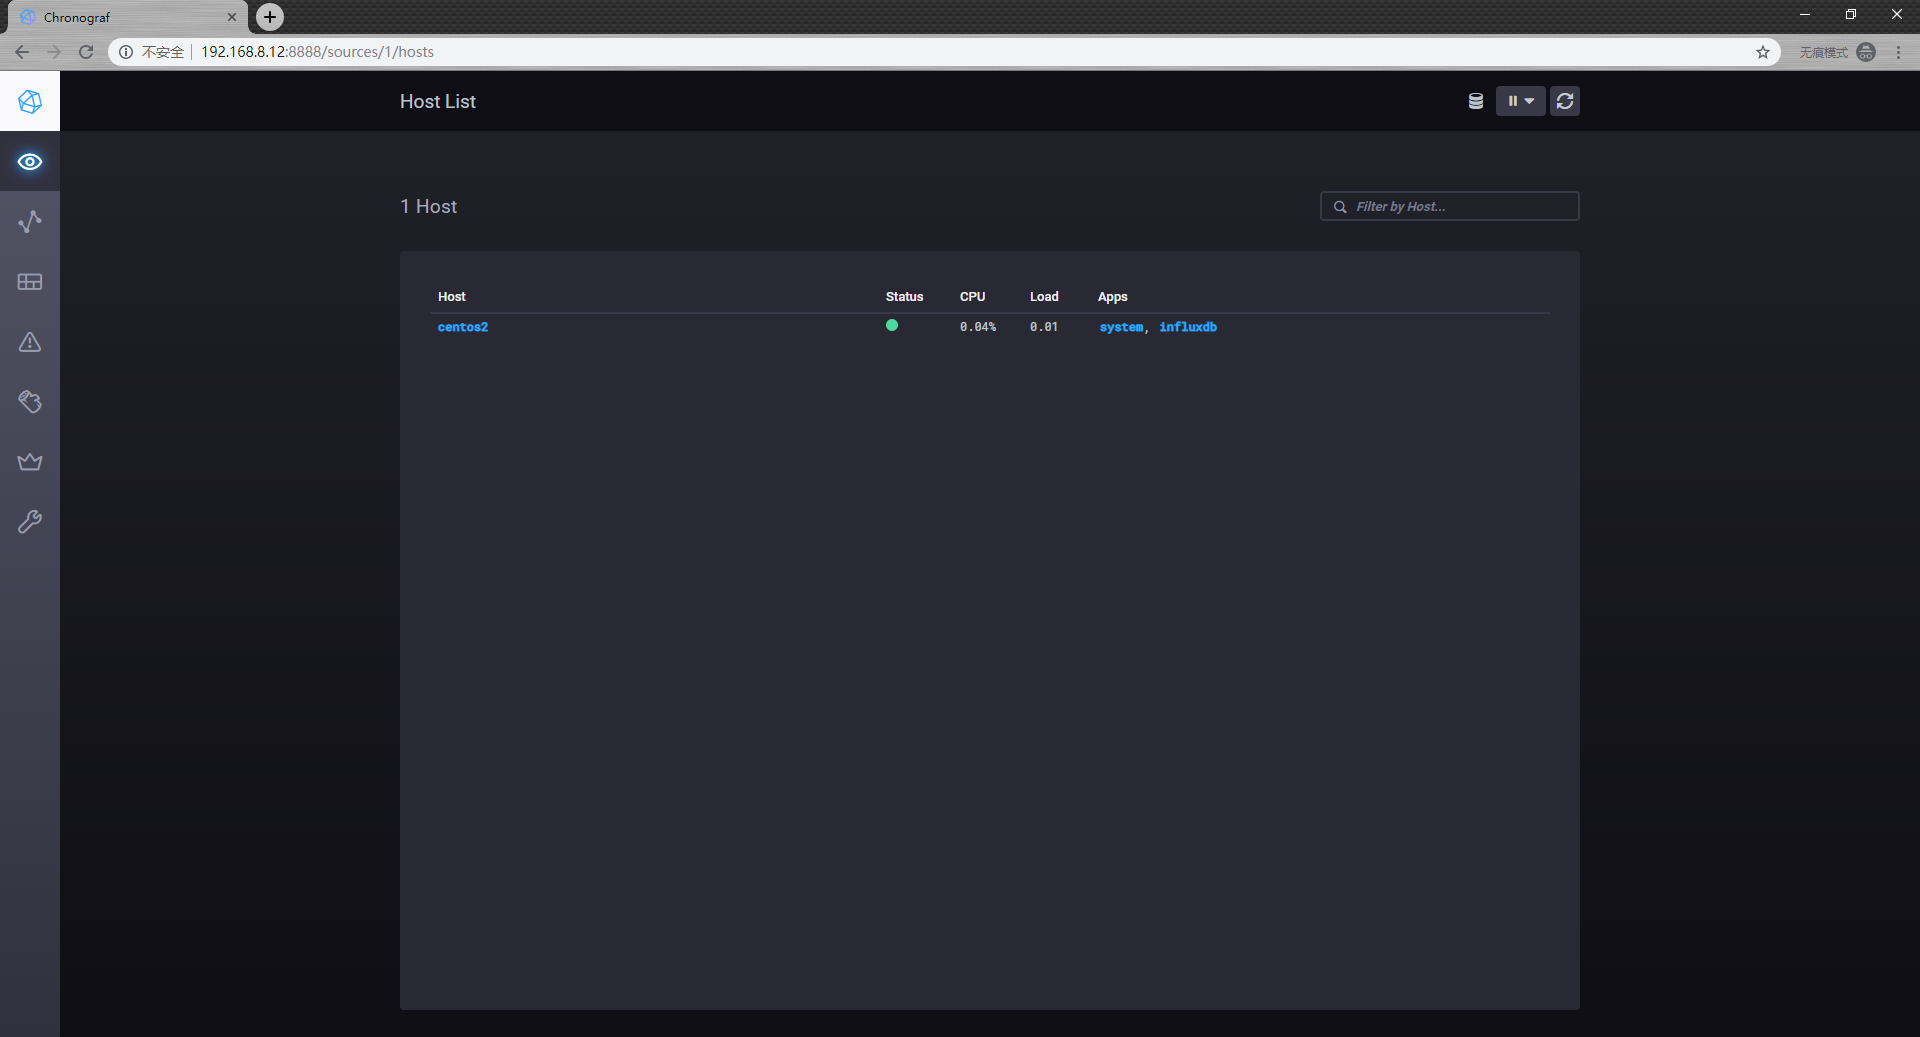 Chronograf
不安全 192.168.8.12:8888/sources/1/hosts
无痕模式
Host List
1 Host
Filter by Host...
Host Status CPU Load Apps
centos2 0.04% 0.01 system, influxdb